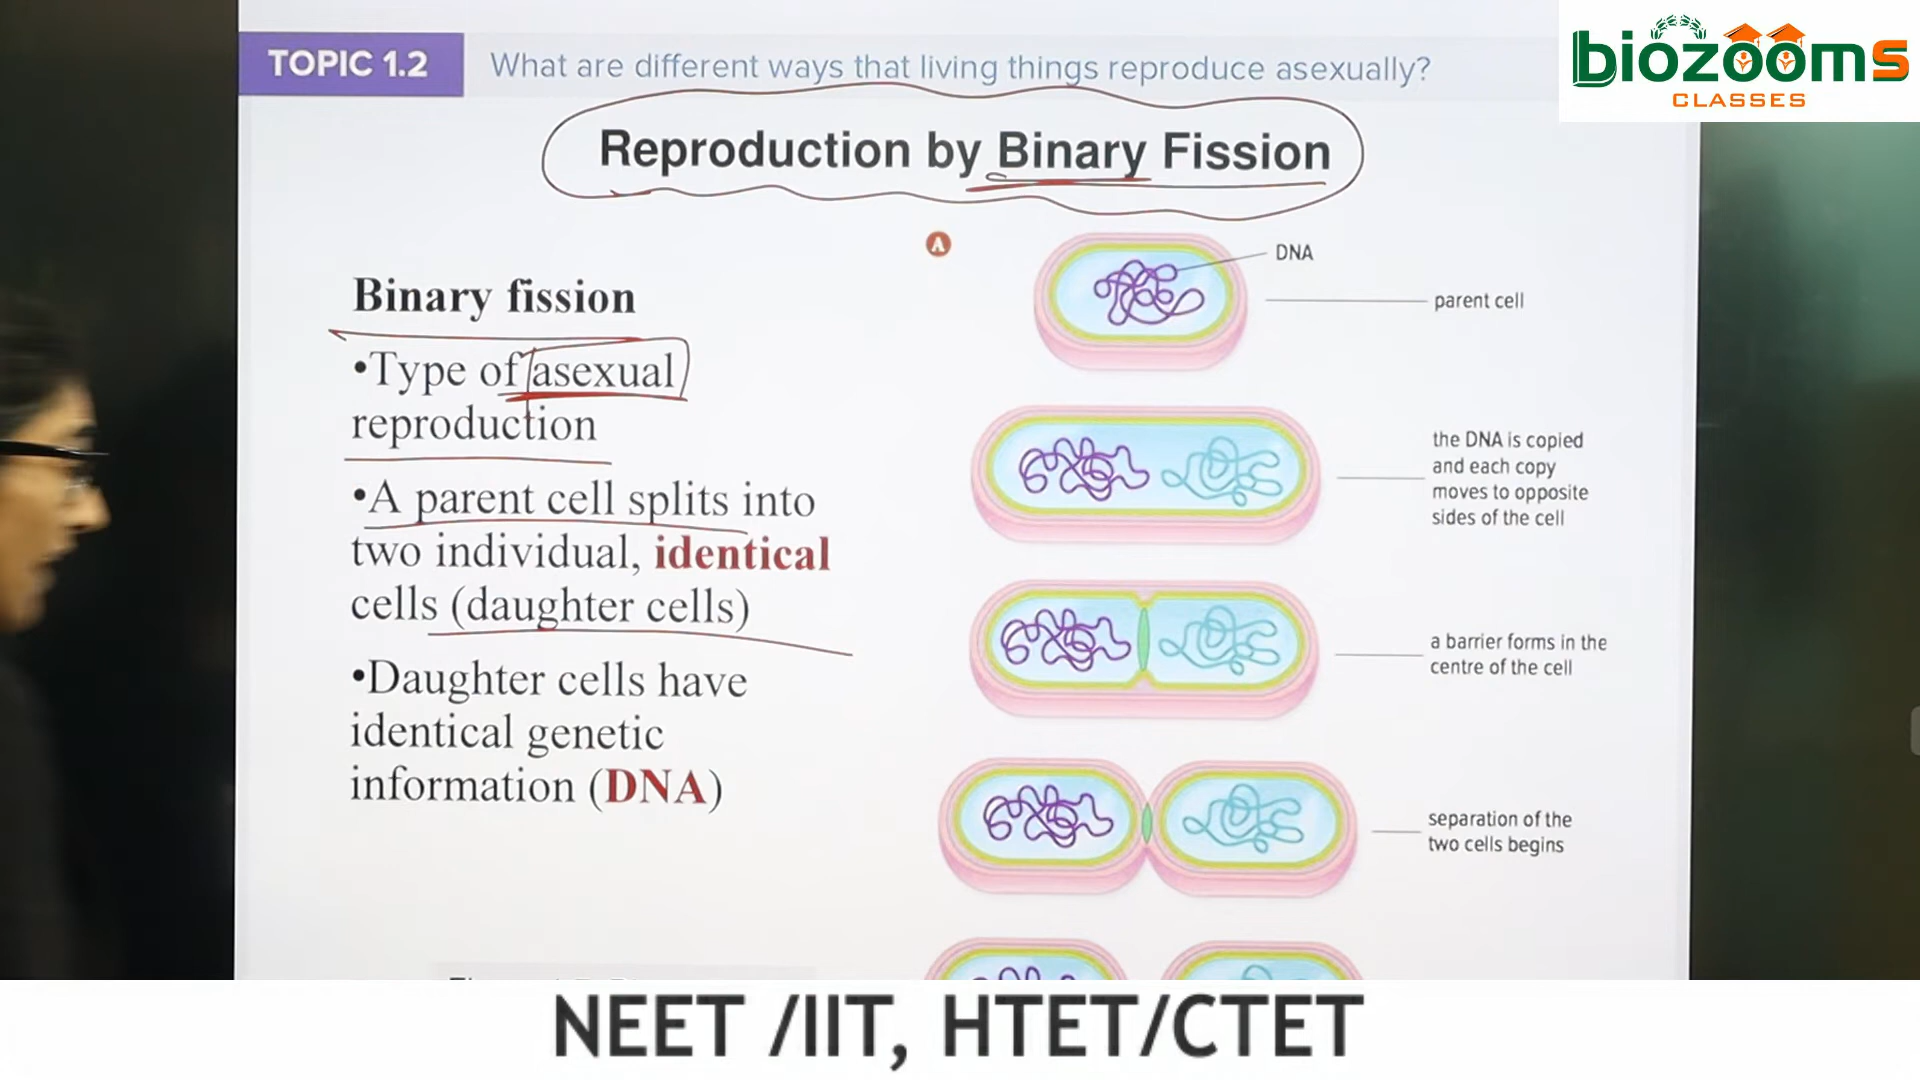 TOPIC 1.2
What are different ways that living things reproduce asexually?
biozooms
CLASSES
Reproduction by Binary Fission
A
DNA
parent cell
Binary fission
•Type of asexual
reproduction
•A parent cell splits into
two individual, identical
cells (daughter cells)
•Daughter cells have
identical genetic
information (DNA)
the DNA is copied
and each copy
moves to opposite
sides of the cell
a barrier forms in the
centre of the cell
separation of the
two cells begins
NEET /IIT, HTET/CTET